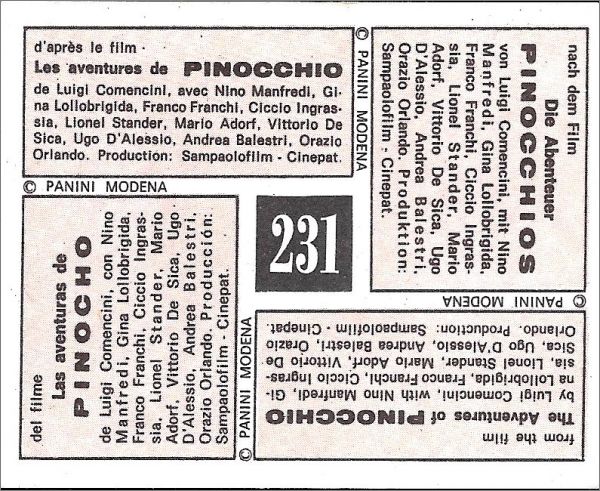 d'après le film -
Les aventures de PINOCCHIO
de Luigi Comencini, avec Nino Manfredi, Gi-
na Lollobrigida, Franco Franchi, Ciccio Ingras-
sia, Lionel Stander, Mario Adorf, Vittorio De
Sica, Ugo D'Alessio, Andrea Balestri, Orazio
Orlando. Production: Sampaolofilm - Cinepat.
© PANINI MODENA
nach dem Film
Die Abenteuer
PINOCCHIOS
von Luigi Comencini, mit Nino
Manfredi, Gina Lollobrigida,
Franco Franchi, Ciccio Ingras-
sia, Lionel Stander, Mario
Adorf, Vittorio De Sica, Ugo
D'Alessio, Andrea Balestri,
Orazio Orlando. Produktion:
Sampaolofilm - Cinepat.
© PANINI MODENA
231
del filme
Las aventuras de
PINOCHO
de Luigi Comencini, con Nino
Manfredi, Gina Lollobrigida,
Franco Franchi, Ciccio Ingras-
sia, Lionel Stander, Mario
Adorf, Vittorio De Sica, Ugo
D'Alessio, Andrea Balestri,
Orazio Orlando. Producción:
Sampaolofilm - Cinepat.
© PANINI MODENA
from the film
The Adventures of PINOCCHIO
by Luigi Comencini, with Nino Manfredi, Gi-
na Lollobrigida, Franco Franchi, Ciccio Ingras-
sia, Lionel Stander, Mario Adorf, Vittorio De
Sica, Ugo D'Alessio, Andrea Balestri, Orazio
Orlando. Production: Sampaolofilm - Cinepat.
© PANINI MODENA